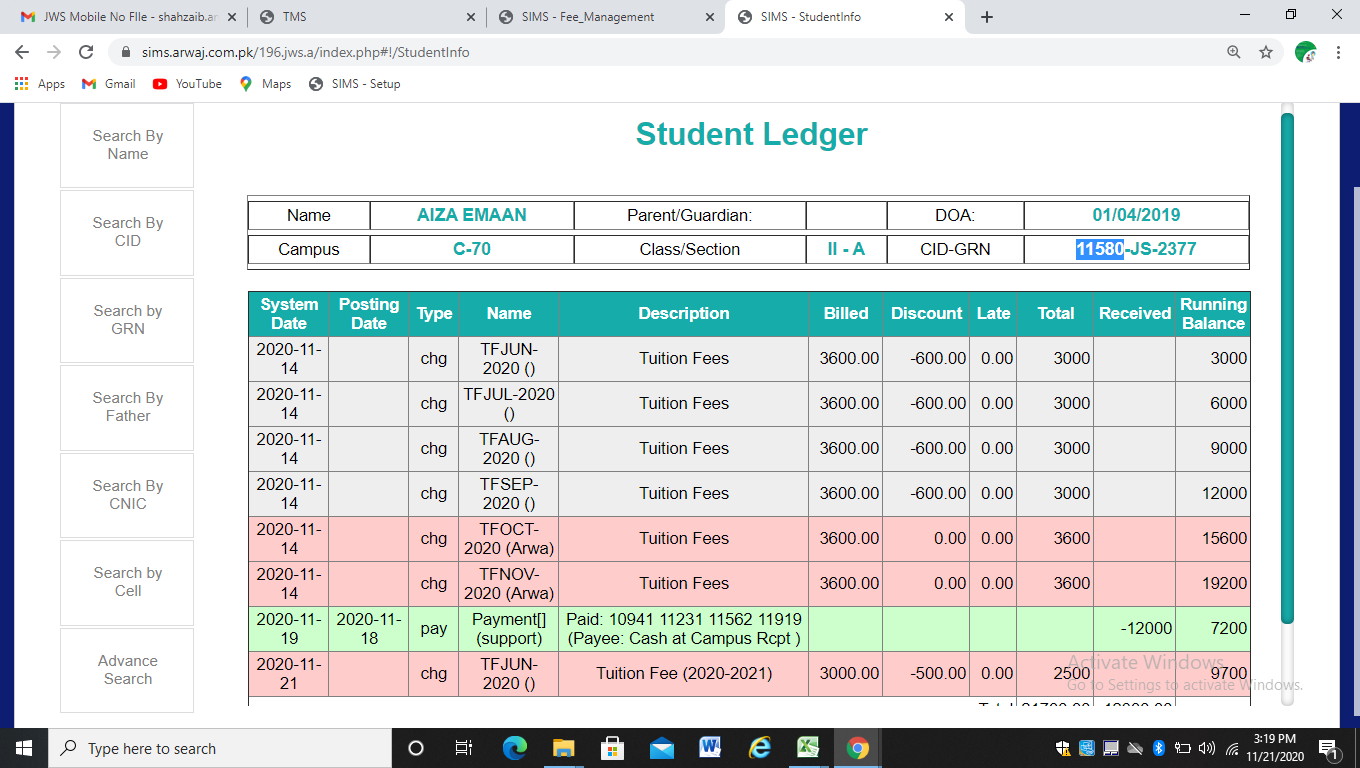 JWS Mobile No FIle - shahzaib.ar
TMS
SIMS - Fee_Management
SIMS - StudentInfo
sims.arwaj.com.pk/196.jws.a/index.php#!/StudentInfo
Apps Gmail YouTube Maps SIMS - Setup
Search By
Name
Search By
CID
Search by
GRN
Search By
Father
Search By
CNIC
Search by
Cell
Advance
Search
Student Ledger
Name AIZA EMAAN Parent/Guardian: DOA: 01/04/2019
Campus C-70 Class/Section II - A CID-GRN 11580-JS-2377
System Date Posting Date Type Name Description Billed Discount Late Total Received Running Balance
2020-11-14 chg TFJUN-2020 () Tuition Fees 3600.00 -600.00 0.00 3000 3000
2020-11-14 chg TFJUL-2020 () Tuition Fees 3600.00 -600.00 0.00 3000 6000
2020-11-14 chg TFAUG-2020 () Tuition Fees 3600.00 -600.00 0.00 3000 9000
2020-11-14 chg TFSEP-2020 () Tuition Fees 3600.00 -600.00 0.00 3000 12000
2020-11-14 chg TFOCT-2020 (Arwa) Tuition Fees 3600.00 0.00 0.00 3600 15600
2020-11-14 chg TFNOV-2020 (Arwa) Tuition Fees 3600.00 0.00 0.00 3600 19200
2020-11-19 2020-11-18 pay Payment[] (support) Paid: 10941 11231 11562 11919 (Payee: Cash at Campus Rcpt ) -12000 7200
2020-11-21 chg TFJUN-2020 () Tuition Fee (2020-2021) 3000.00 -500.00 0.00 2500 9700
Activate Windows
Go to Settings to activate Windows.
Type here to search
3:19 PM
11/21/2020
1